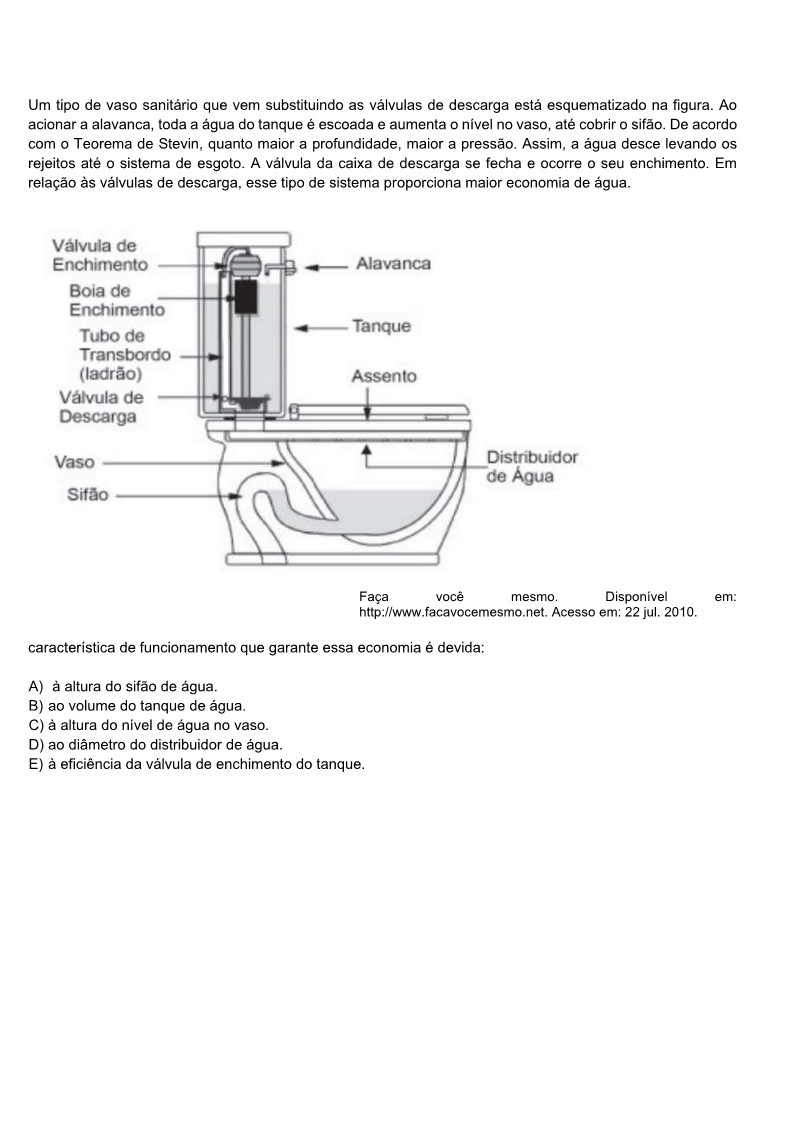 Um tipo de vaso sanitário que vem substituindo as válvulas de descarga está esquematizado na figura. Ao
acionar a alavanca, toda a água do tanque é escoada e aumenta o nível no vaso, até cobrir o sifão. De acordo
com o Teorema de Stevin, quanto maior a profundidade, maior a pressão. Assim, a água desce levando os
rejeitos até o sistema de esgoto. A válvula da caixa de descarga se fecha e ocorre o seu enchimento. Em
relação às válvulas de descarga, esse tipo de sistema proporciona maior economia de água.
Válvula de
Enchimento
Alavanca
Boia de
Enchimento
Tanque
Tubo de
Transbordo
(ladrão)
Assento
Válvula de
Descarga
Vaso
Distribuidor
de Água
Sifão
Faça você mesmo. Disponível em:
http://www.facavocemesmo.net. Acesso em: 22 jul. 2010.
característica de funcionamento que garante essa economia é devida:
A) à altura do sifão de água.
B) ao volume do tanque de água.
C) à altura do nível de água no vaso.
D) ao diâmetro do distribuidor de água.
E) à eficiência da válvula de enchimento do tanque.